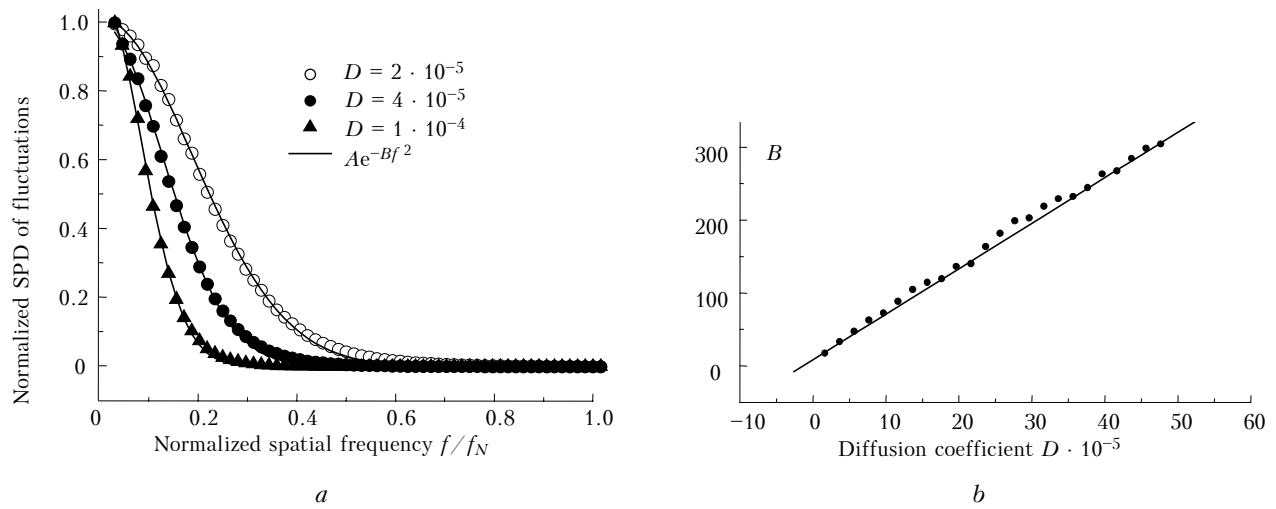 Normalized SPD of fluctuations
1.0
0.8
0.6
0.4
0.2
0
D = 2 · 10⁻⁵
D = 4 · 10⁻⁵
D = 1 · 10⁻⁴
Ae⁻ᴮᶠ ²
0 0.2 0.4 0.6 0.8 1.0
Normalized spatial frequency f/f_N
a
B
300
200
100
0
−10 0 10 20 30 40 50 60
Diffusion coefficient D · 10⁻⁵
b